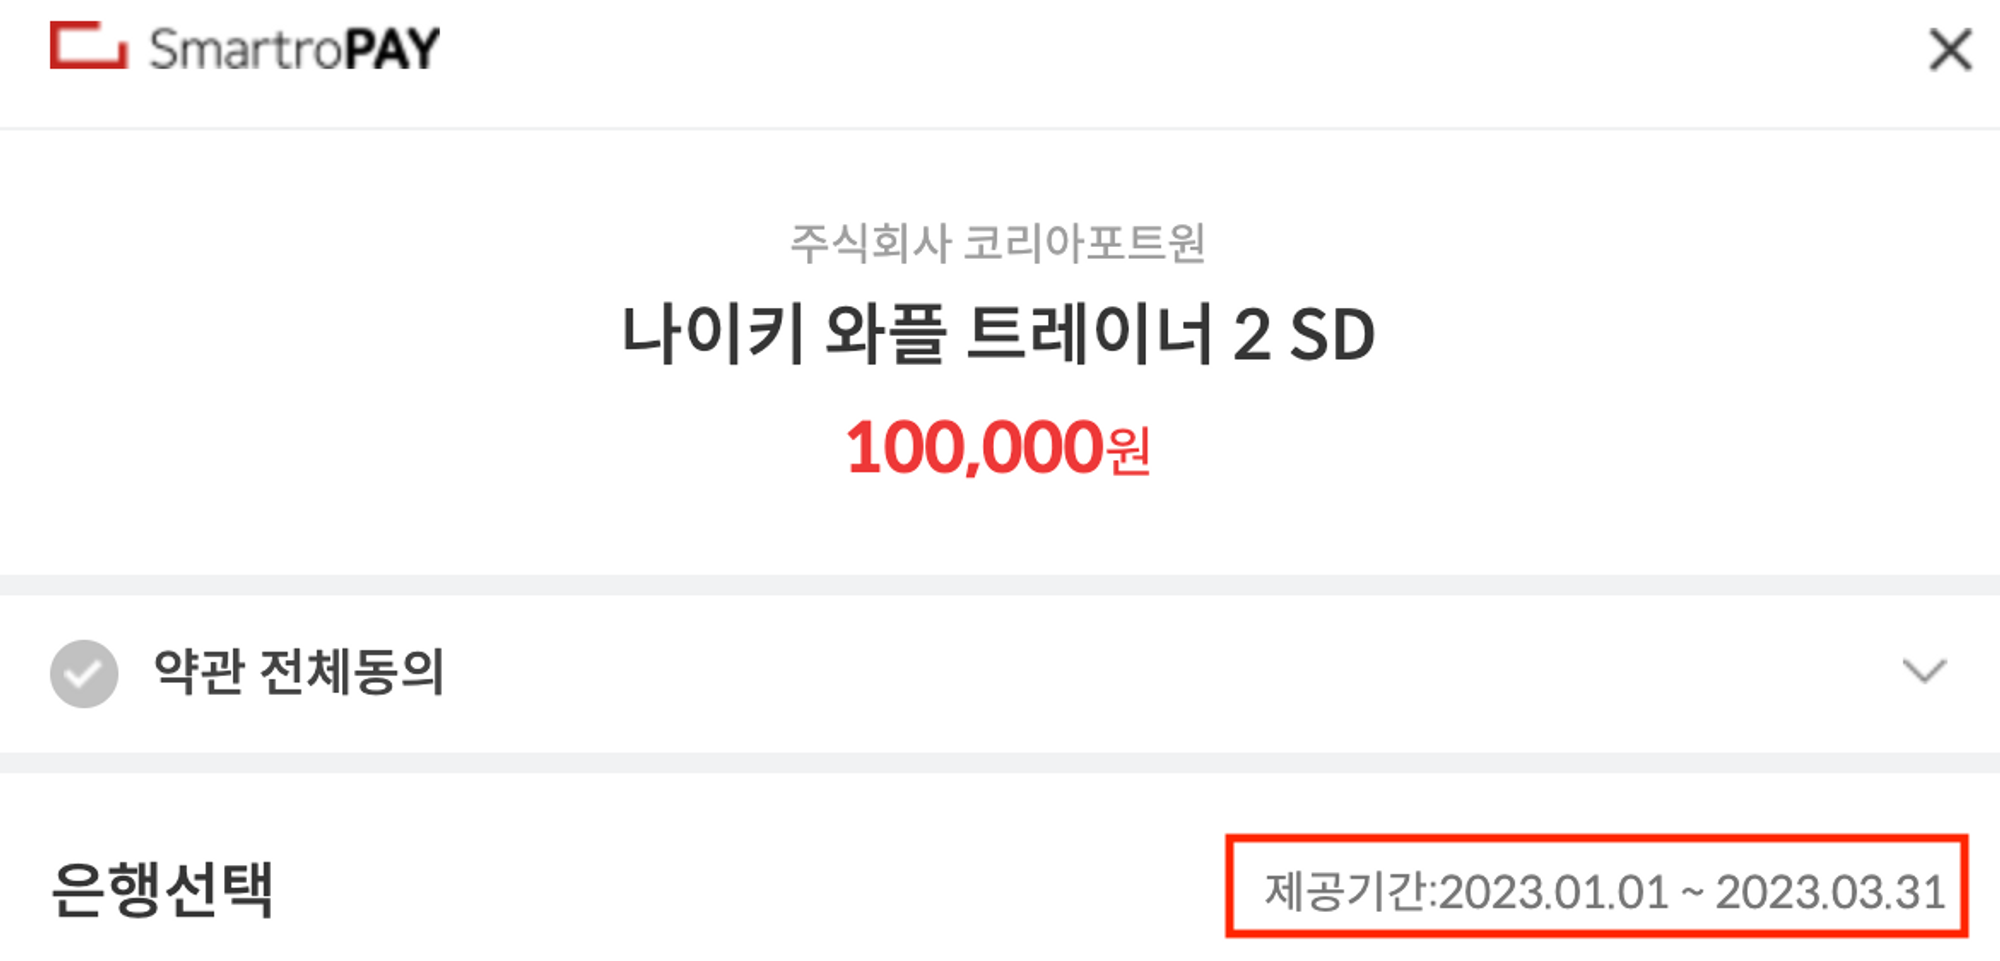 SmartroPAY
주식회사 코리아포트원
나이키 와플 트레이너 2 SD
100,000원
약관 전체동의
은행선택
제공기간:2023.01.01 ~ 2023.03.31